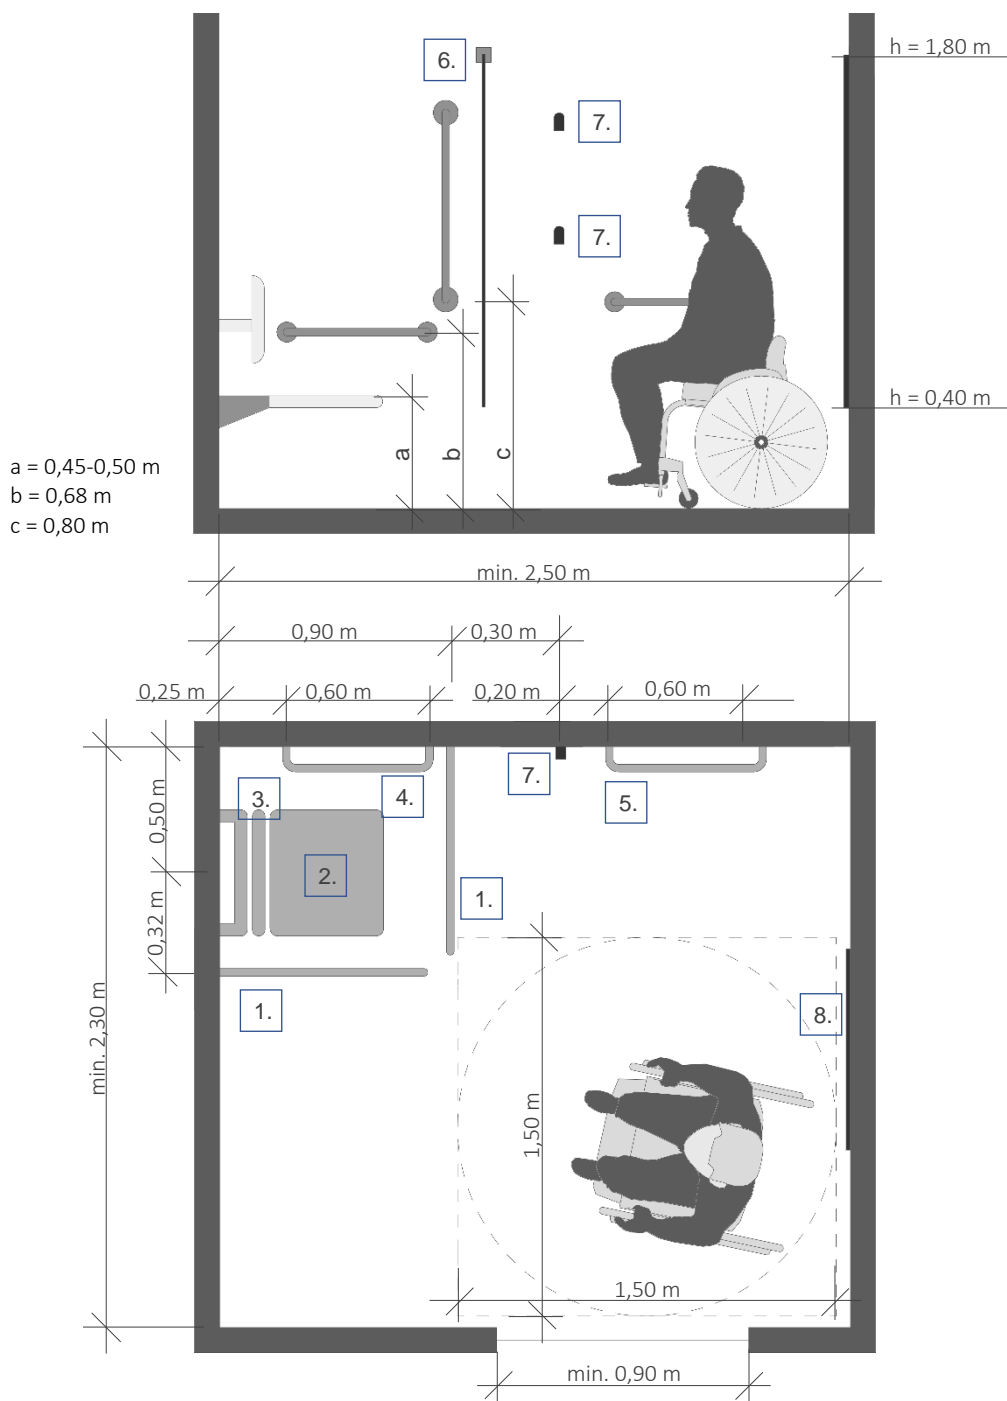 h = 1,80 m
6.
7.
7.
h = 0,40 m
a
b
c
a = 0,45-0,50 m
b = 0,68 m
c = 0,80 m
min. 2,50 m
0,90 m
0,30 m
0,25 m
0,60 m
0,20 m
0,60 m
7.
3.
4.
5.
0,50 m
2.
1.
0,32 m
1.
8.
min. 2,30 m
1,50 m
1,50 m
min. 0,90 m